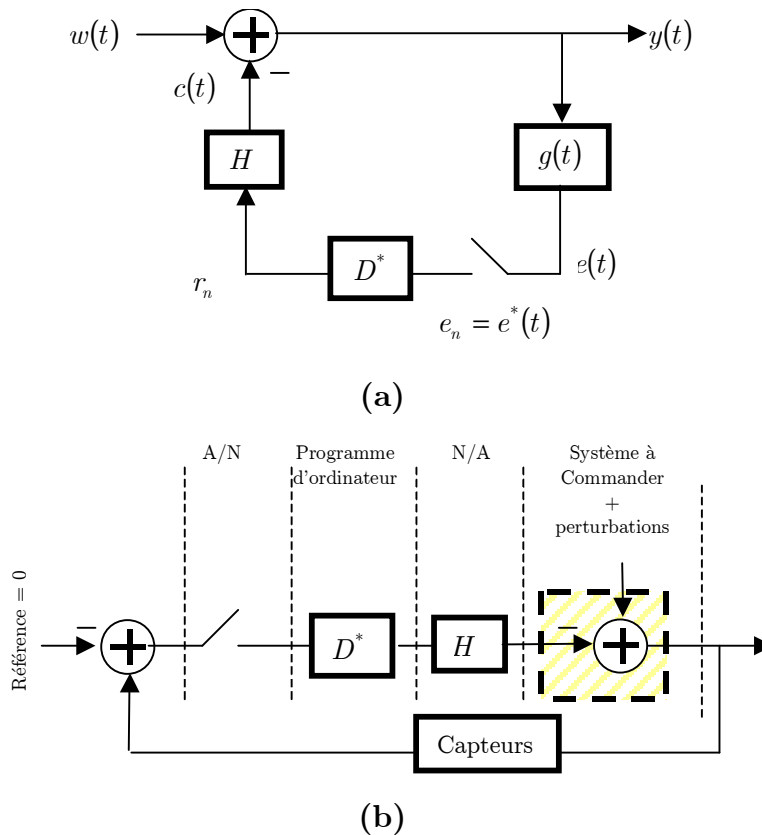 w(t)
y(t)
−
c(t)
H
g(t)
D*
e(t)
r_n
e_n = e*(t)
(a)
A/N
Programme
d'ordinateur
N/A
Système à
Commander
+
perturbations
Référence = 0
−
D*
H
−
Capteurs
(b)